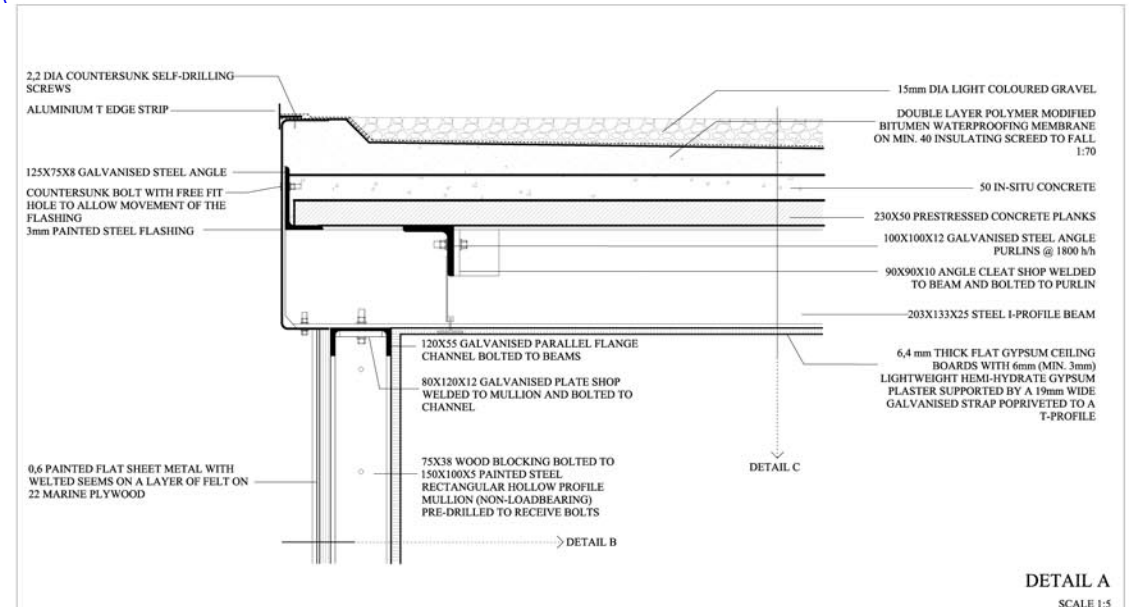 2,2 DIA COUNTERSUNK SELF-DRILLING
SCREWS
ALUMINIUM T EDGE STRIP
125X75X8 GALVANISED STEEL ANGLE
COUNTERSUNK BOLT WITH FREE FIT
HOLE TO ALLOW MOVEMENT OF THE
FLASHING
3mm PAINTED STEEL FLASHING
0,6 PAINTED FLAT SHEET METAL WITH
WELTED SEEMS ON A LAYER OF FELT ON
22 MARINE PLYWOOD
120X55 GALVANISED PARALLEL FLANGE
CHANNEL BOLTED TO BEAMS
80X120X12 GALVANISED PLATE SHOP
WELDED TO MULLION AND BOLTED TO
CHANNEL
75X38 WOOD BLOCKING BOLTED TO
150X100X5 PAINTED STEEL
RECTANGULAR HOLLOW PROFILE
MULLION (NON-LOADBEARING)
PRE-DRILLED TO RECEIVE BOLTS
DETAIL B
15mm DIA LIGHT COLOURED GRAVEL
DOUBLE LAYER POLYMER MODIFIED
BITUMEN WATERPROOFING MEMBRANE
ON MIN. 40 INSULATING SCREED TO FALL
1:70
50 IN-SITU CONCRETE
230X50 PRESTRESSED CONCRETE PLANKS
100X100X12 GALVANISED STEEL ANGLE
PURLINS @ 1800 h/h
90X90X10 ANGLE CLEAT SHOP WELDED
TO BEAM AND BOLTED TO PURLIN
203X133X25 STEEL I-PROFILE BEAM
6,4 mm THICK FLAT GYPSUM CEILING
BOARDS WITH 6mm (MIN. 3mm)
LIGHTWEIGHT HEMI-HYDRATE GYPSUM
PLASTER SUPPORTED BY A 19mm WIDE
GALVANISED STRAP POPRIVETED TO A
T-PROFILE
DETAIL C
DETAIL A
SCALE 1:5